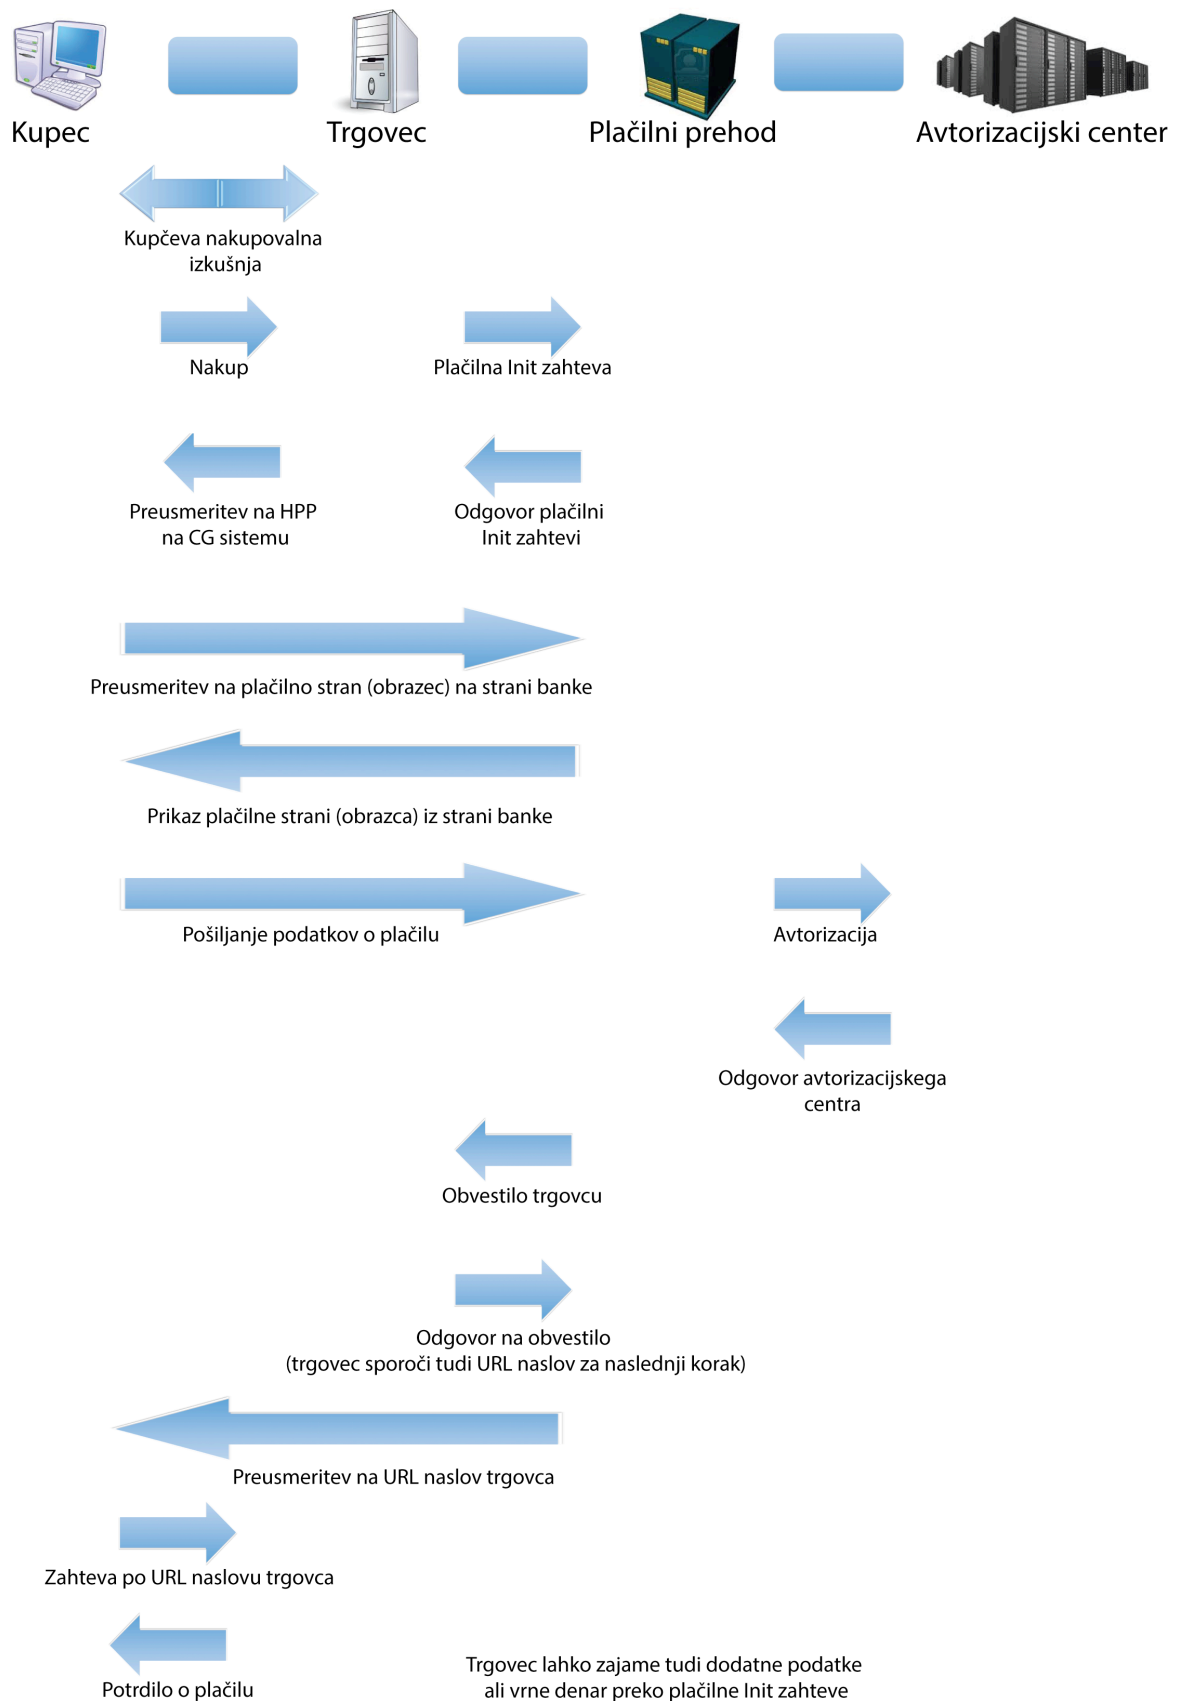 Kupec
Trgovec
Plačilni prehod
Avtorizacijski center
Kupčeva nakupovalna
izkušnja
Nakup
Plačilna Init zahteva
Preusmeritev na HPP
na CG sistemu
Odgovor plačilni
Init zahtevi
Preusmeritev na plačilno stran (obrazec) na strani banke
Prikaz plačilne strani (obrazca) iz strani banke
Pošiljanje podatkov o plačilu
Avtorizacija
Odgovor avtorizacijskega
centra
Obvestilo trgovcu
Odgovor na obvestilo
(trgovec sporoči tudi URL naslov za naslednji korak)
Preusmeritev na URL naslov trgovca
Zahteva po URL naslovu trgovca
Potrdilo o plačilu
Trgovec lahko zajame tudi dodatne podatke
ali vrne denar preko plačilne Init zahteve